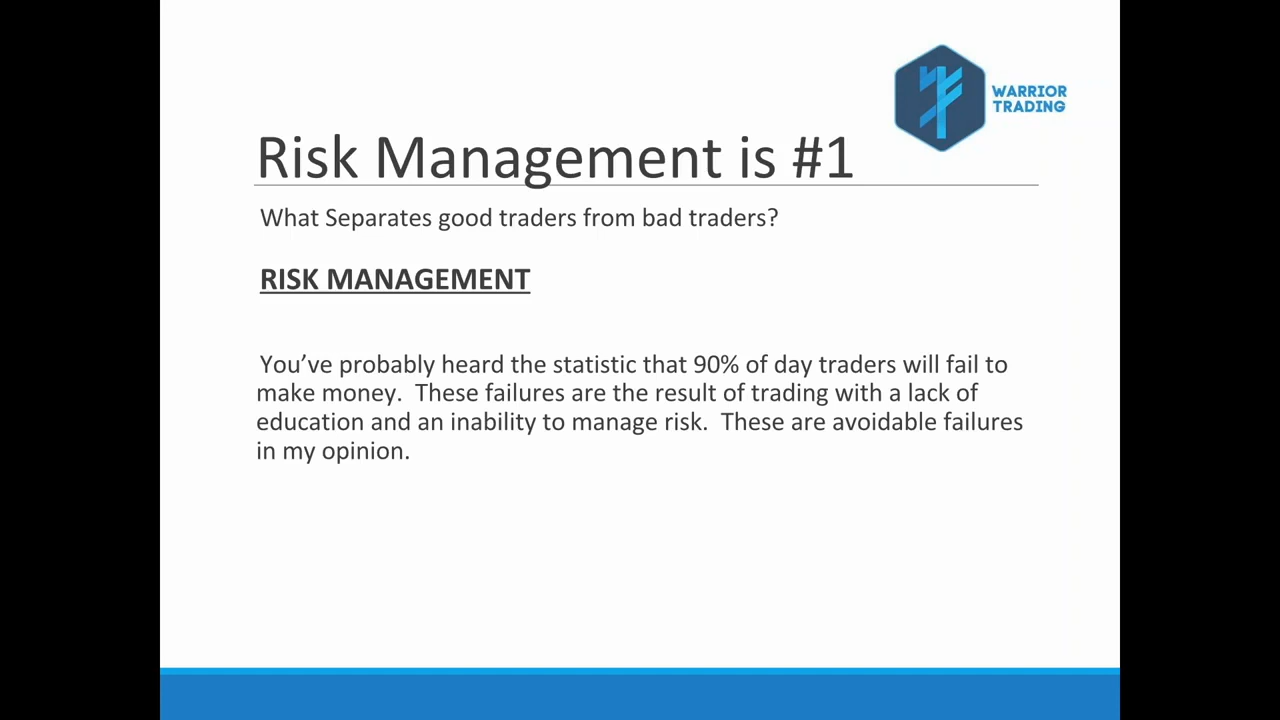 WARRIOR
TRADING
Risk Management is #1
What Separates good traders from bad traders?
RISK MANAGEMENT
You’ve probably heard the statistic that 90% of day traders will fail to
make money.  These failures are the result of trading with a lack of
education and an inability to manage risk.  These are avoidable failures
in my opinion.